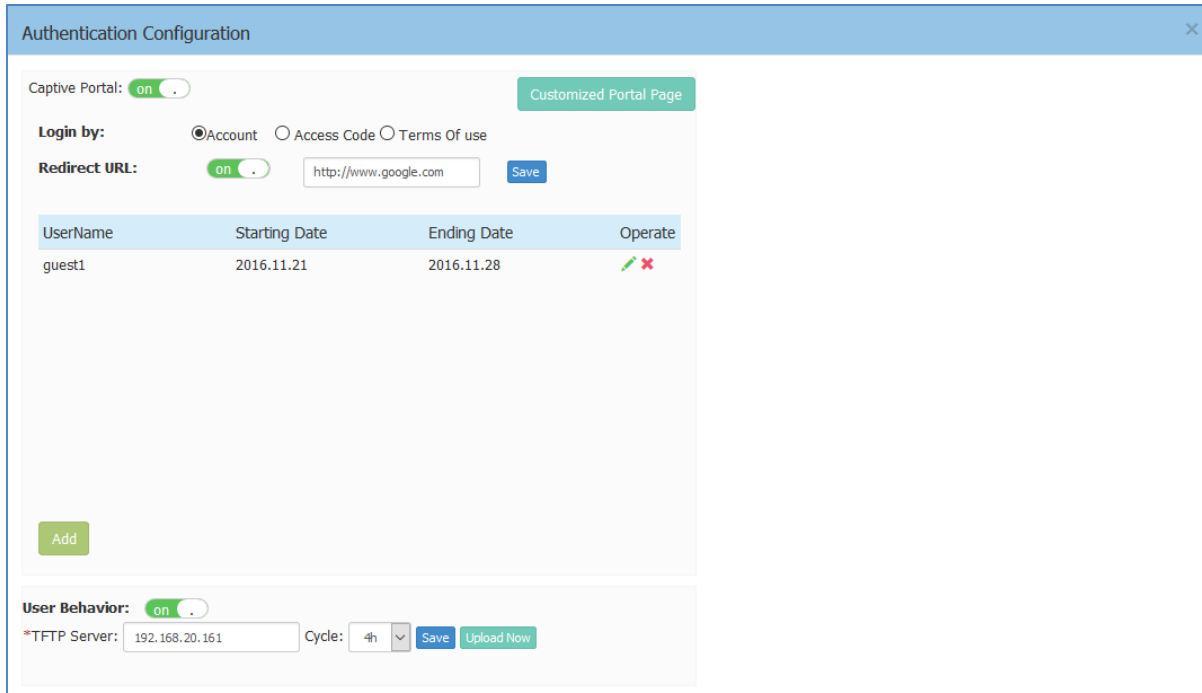 Authentication Configuration ×
Captive Portal: on . Customized Portal Page
Login by: Account Access Code Terms Of use
Redirect URL: on . http://www.google.com Save
UserName Starting Date Ending Date Operate
guest1 2016.11.21 2016.11.28
Add
User Behavior: on .
*TFTP Server: 192.168.20.161 Cycle: 4h Save Upload Now